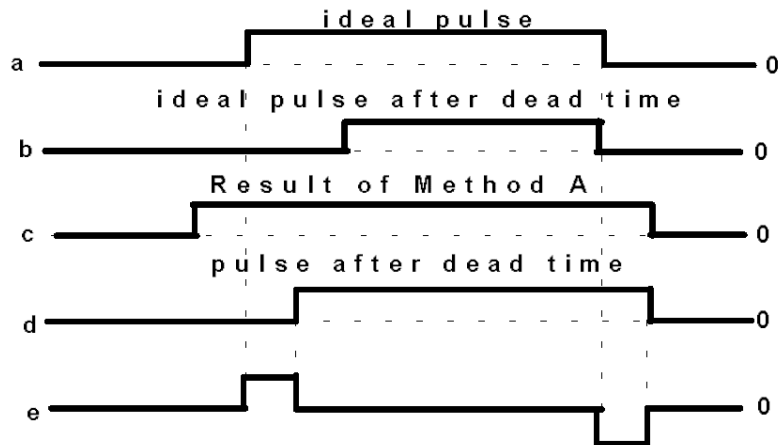 ideal pulse
a 0
ideal pulse after dead time
b 0
Result of Method A
c 0
pulse after dead time
d 0
e 0